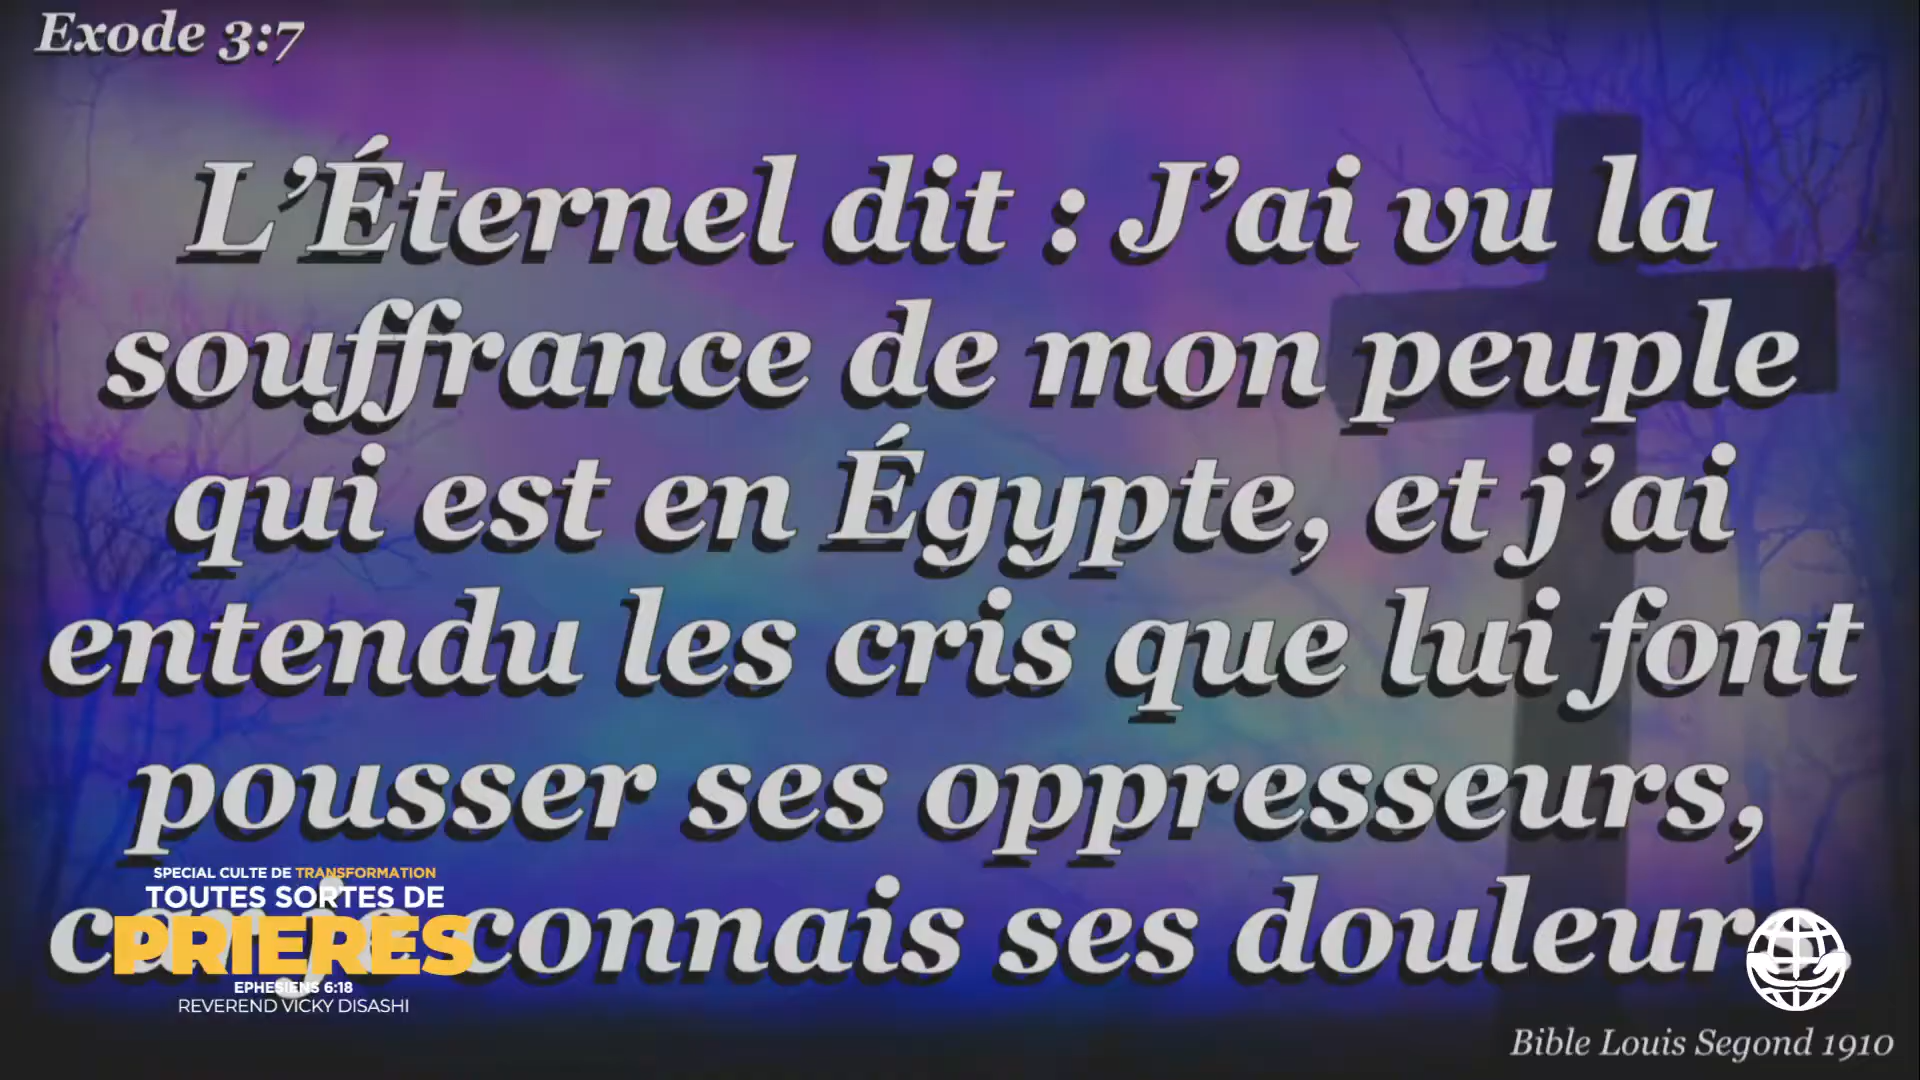 Exode 3:7
L’Éternel dit : J’ai vu la
souffrance de mon peuple
qui est en Égypte, et j’ai
entendu les cris que lui font
pousser ses oppresseurs,
connais ses douleurs
SPECIAL CULTE DE TRANSFORMATION
TOUTES SORTES DE
PRIERES
EPHESIENS 6:18
REVEREND VICKY DISASHI
Bible Louis Segond 1910